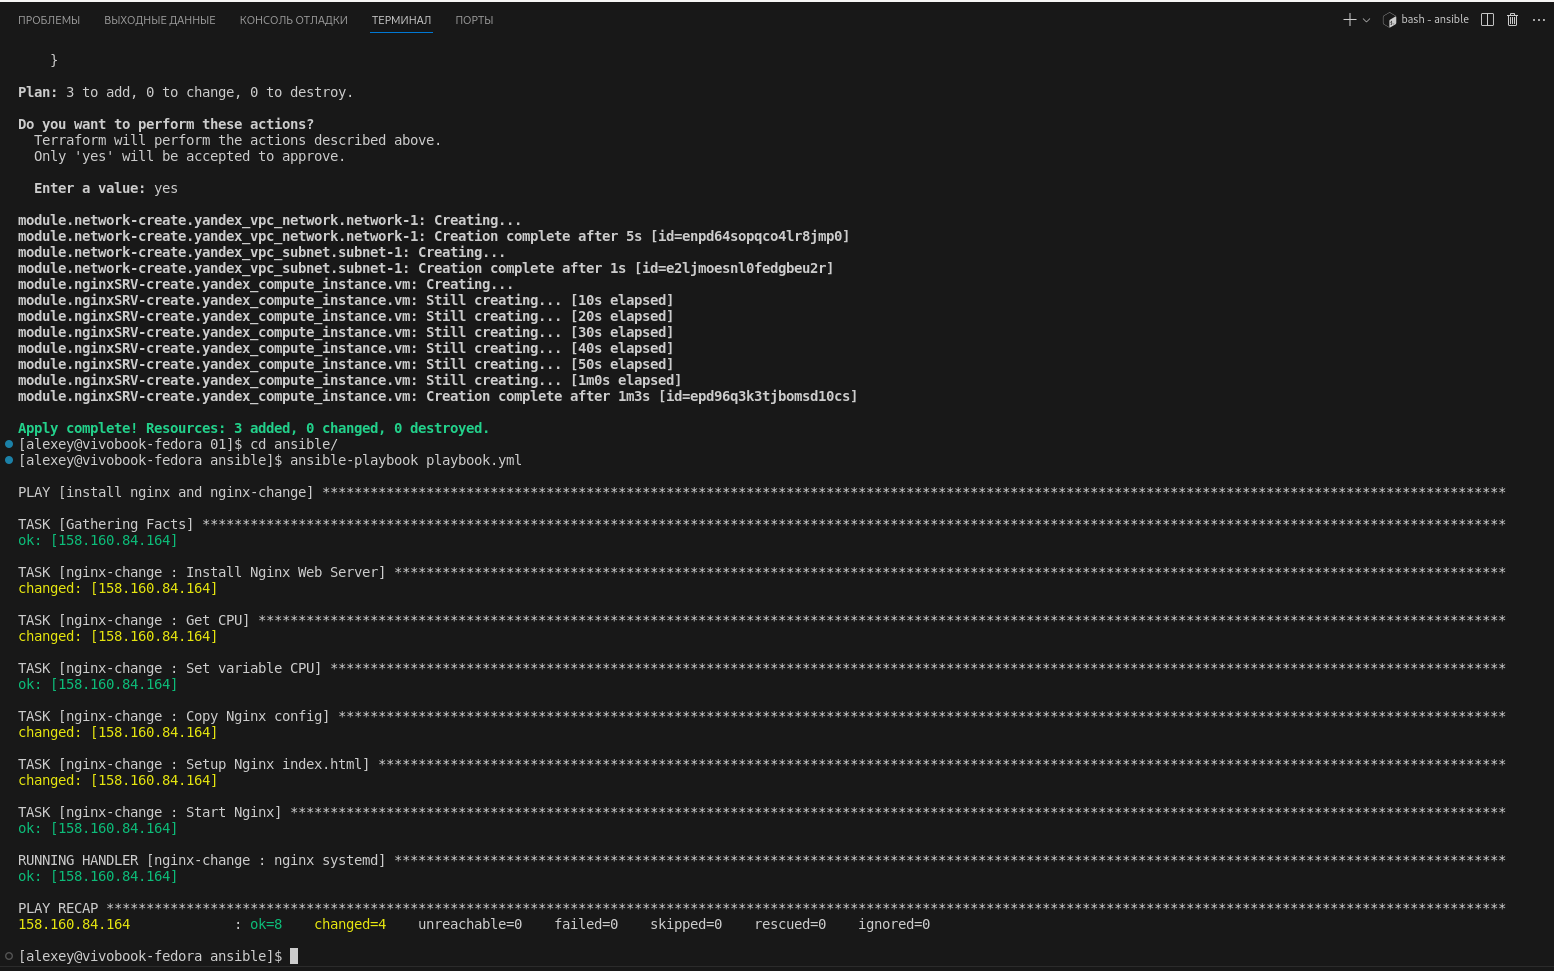 ПРОБЛЕМЫ ВЫХОДНЫЕ ДАННЫЕ КОНСОЛЬ ОТЛАДКИ ТЕРМИНАЛ ПОРТЫ bash - ansible
}
Plan: 3 to add, 0 to change, 0 to destroy.
Do you want to perform these actions?
Terraform will perform the actions described above.
Only 'yes' will be accepted to approve.
Enter a value: yes
module.network-create.yandex_vpc_network.network-1: Creating...
module.network-create.yandex_vpc_network.network-1: Creation complete after 5s [id=enpd64sopqco4lr8jmp0]
module.network-create.yandex_vpc_subnet.subnet-1: Creating...
module.network-create.yandex_vpc_subnet.subnet-1: Creation complete after 1s [id=e2ljmoesnl0fedgbeu2r]
module.nginxSRV-create.yandex_compute_instance.vm: Creating...
module.nginxSRV-create.yandex_compute_instance.vm: Still creating... [10s elapsed]
module.nginxSRV-create.yandex_compute_instance.vm: Still creating... [20s elapsed]
module.nginxSRV-create.yandex_compute_instance.vm: Still creating... [30s elapsed]
module.nginxSRV-create.yandex_compute_instance.vm: Still creating... [40s elapsed]
module.nginxSRV-create.yandex_compute_instance.vm: Still creating... [50s elapsed]
module.nginxSRV-create.yandex_compute_instance.vm: Still creating... [1m0s elapsed]
module.nginxSRV-create.yandex_compute_instance.vm: Creation complete after 1m3s [id=epd96q3k3tjbomsd10cs]
Apply complete! Resources: 3 added, 0 changed, 0 destroyed.
[alexey@vivobook-fedora 01]$ cd ansible/
[alexey@vivobook-fedora ansible]$ ansible-playbook playbook.yml
PLAY [install nginx and nginx-change] ****************************************************************************************************************************************************
TASK [Gathering Facts] *******************************************************************************************************************************************************************
ok: [158.160.84.164]
TASK [nginx-change : Install Nginx Web Server] *******************************************************************************************************************************************
changed: [158.160.84.164]
TASK [nginx-change : Get CPU] ************************************************************************************************************************************************************
changed: [158.160.84.164]
TASK [nginx-change : Set variable CPU] ***************************************************************************************************************************************************
ok: [158.160.84.164]
TASK [nginx-change : Copy Nginx config] **************************************************************************************************************************************************
changed: [158.160.84.164]
TASK [nginx-change : Setup Nginx index.html] *********************************************************************************************************************************************
changed: [158.160.84.164]
TASK [nginx-change : Start Nginx] ********************************************************************************************************************************************************
ok: [158.160.84.164]
RUNNING HANDLER [nginx-change : nginx systemd] *******************************************************************************************************************************************
ok: [158.160.84.164]
PLAY RECAP *******************************************************************************************************************************************************************************
158.160.84.164 : ok=8 changed=4 unreachable=0 failed=0 skipped=0 rescued=0 ignored=0
[alexey@vivobook-fedora ansible]$